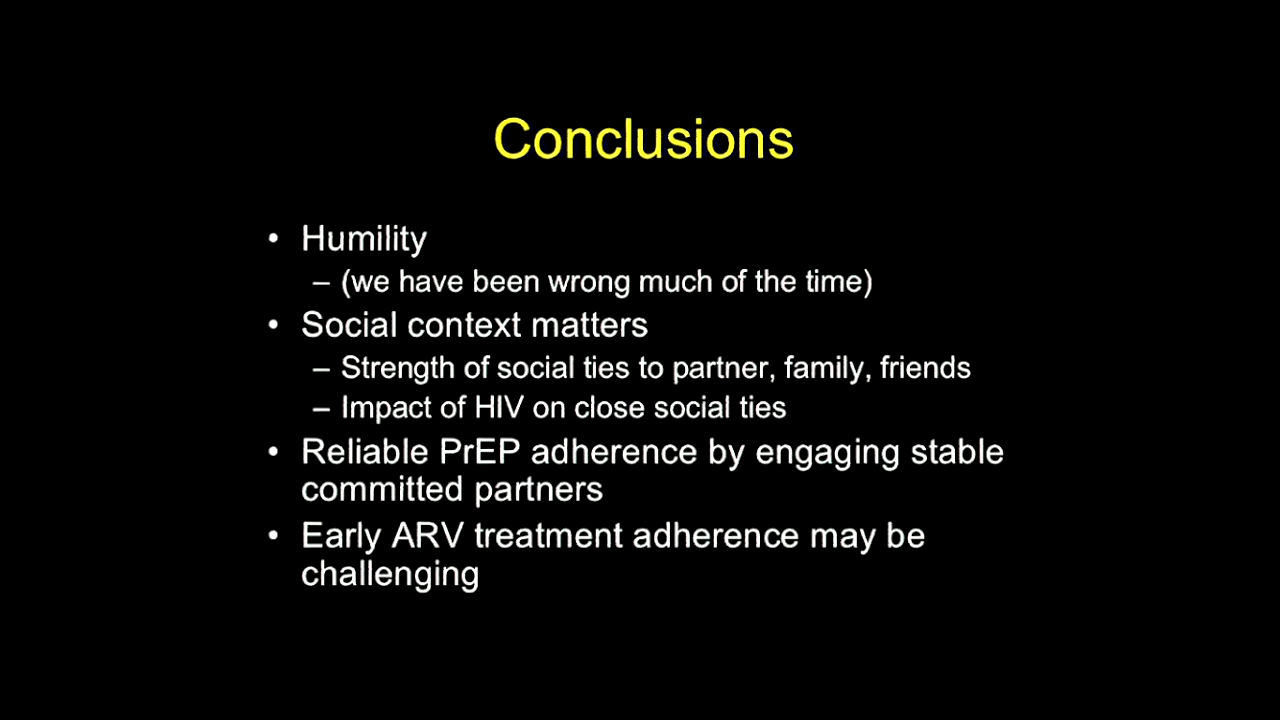 Conclusions
• Humility
– (we have been wrong much of the time)
• Social context matters
– Strength of social ties to partner, family, friends
– Impact of HIV on close social ties
• Reliable PrEP adherence by engaging stable
committed partners
• Early ARV treatment adherence may be
challenging